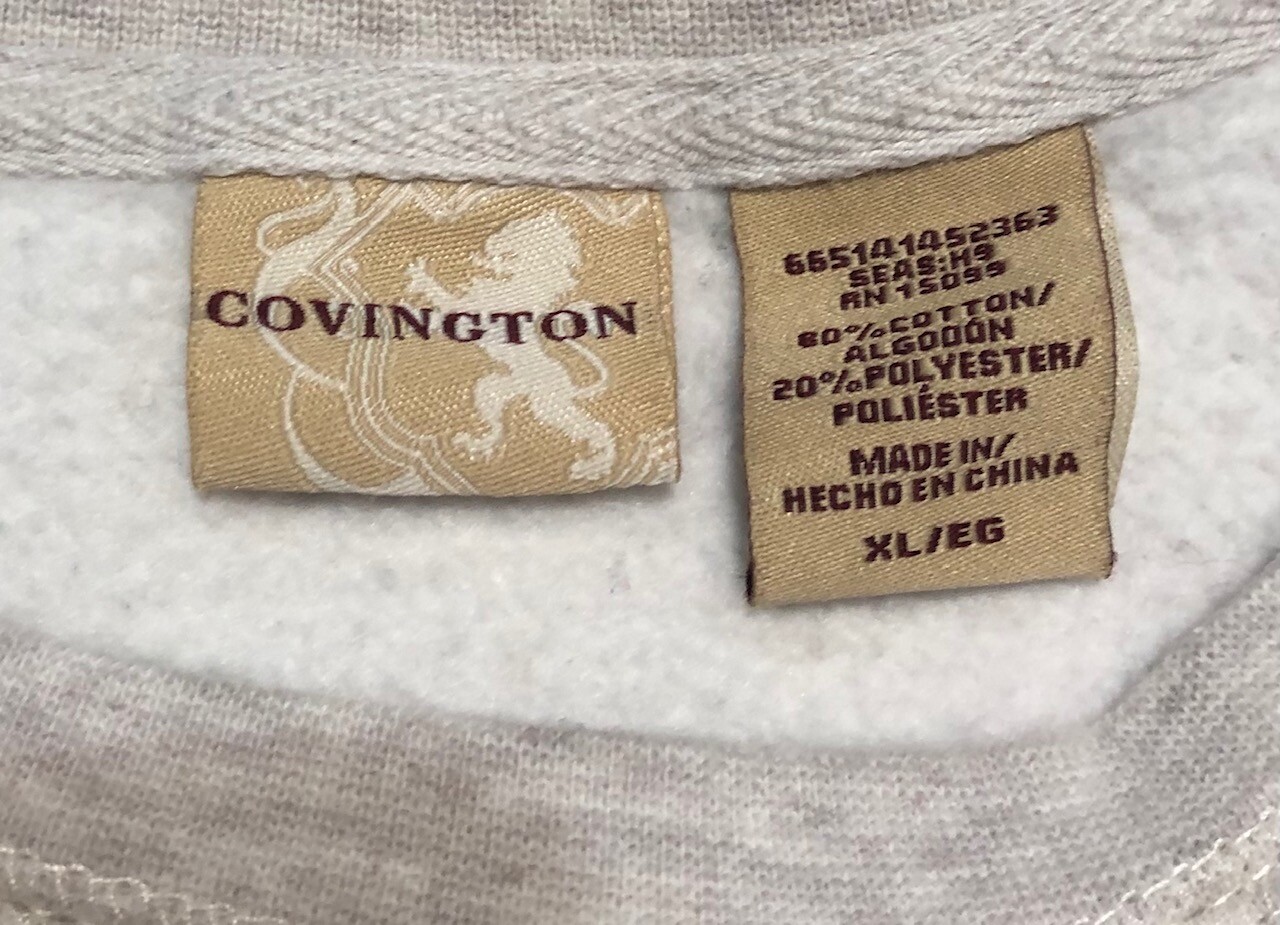 COVINGTON
665141452363
SEAS:H9
RN 15099
80%COTTON/
ALGODÓN
20%POLYESTER/
POLIÉSTER
MADE IN/
HECHO EN CHINA
XL/EG